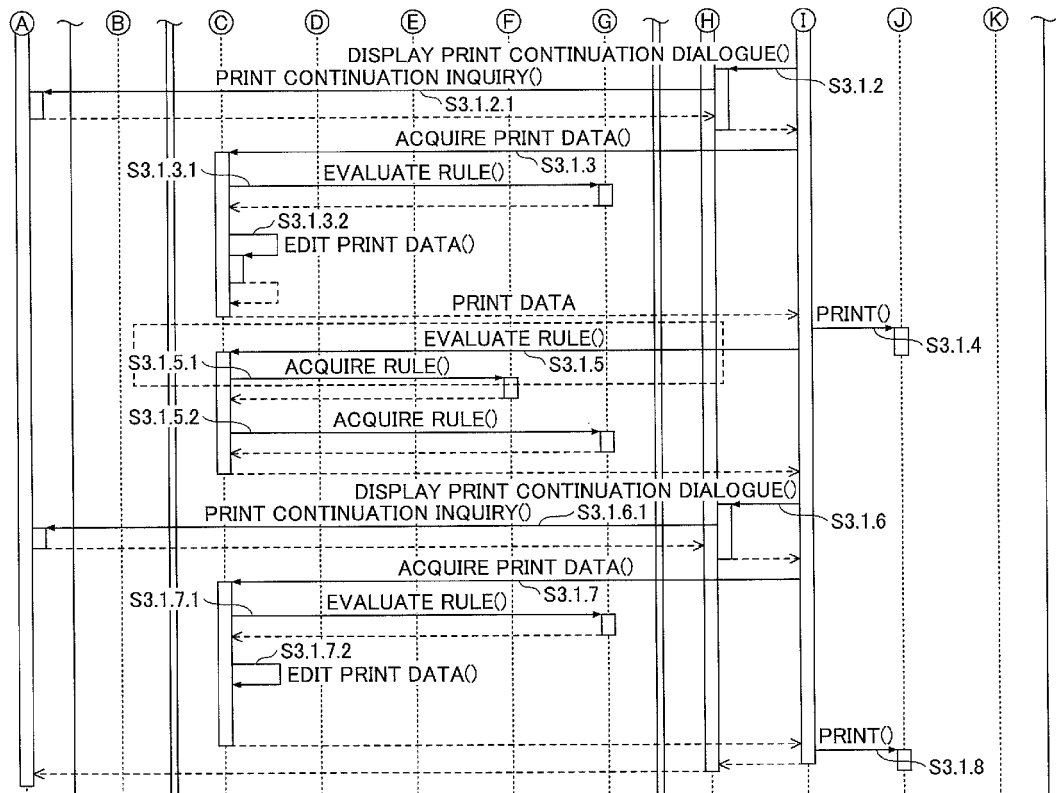 A B C D E F G H I J K
DISPLAY PRINT CONTINUATION DIALOGUE()
PRINT CONTINUATION INQUIRY()
S3.1.2
S3.1.2.1
ACQUIRE PRINT DATA()
S3.1.3
S3.1.3.1
EVALUATE RULE()
S3.1.3.2
EDIT PRINT DATA()
PRINT DATA
PRINT()
S3.1.4
EVALUATE RULE()
S3.1.5
S3.1.5.1
ACQUIRE RULE()
S3.1.5.2
ACQUIRE RULE()
DISPLAY PRINT CONTINUATION DIALOGUE()
PRINT CONTINUATION INQUIRY()
S3.1.6.1
S3.1.6
ACQUIRE PRINT DATA()
S3.1.7
S3.1.7.1
EVALUATE RULE()
S3.1.7.2
EDIT PRINT DATA()
PRINT()
S3.1.8